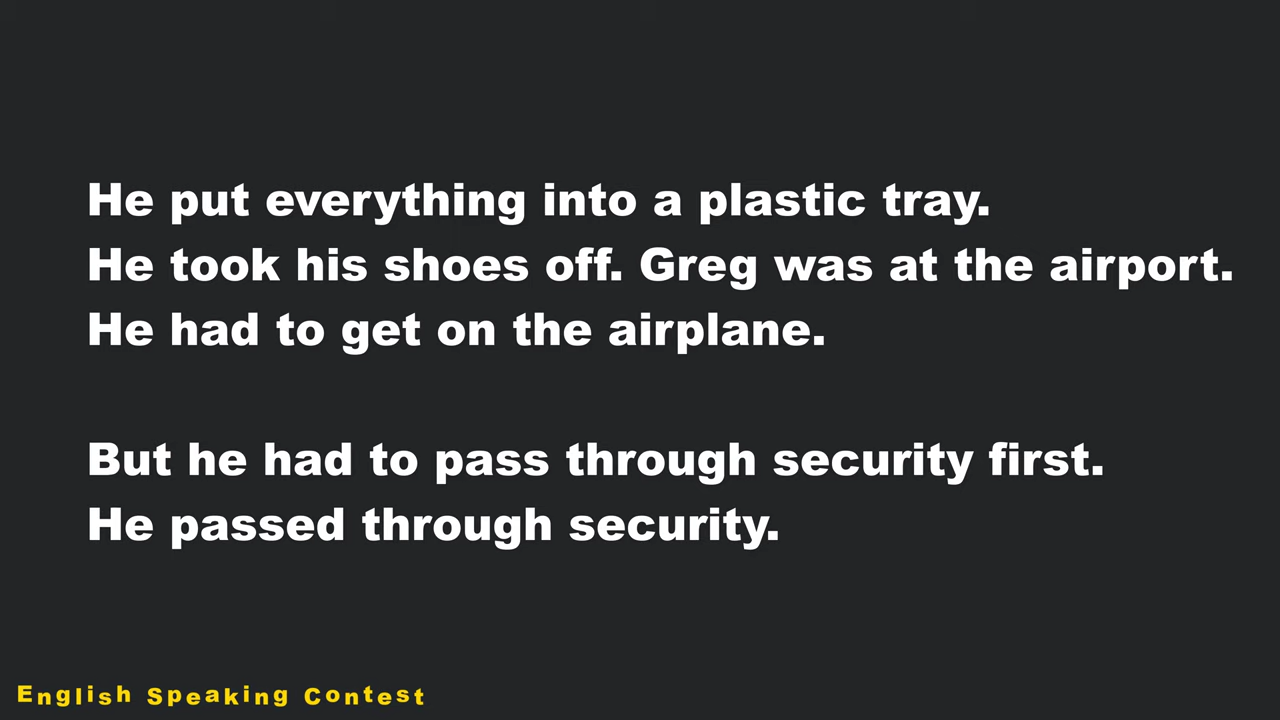 He put everything into a plastic tray.
He took his shoes off. Greg was at the airport.
He had to get on the airplane.
But he had to pass through security first.
He passed through security.
English Speaking Contest